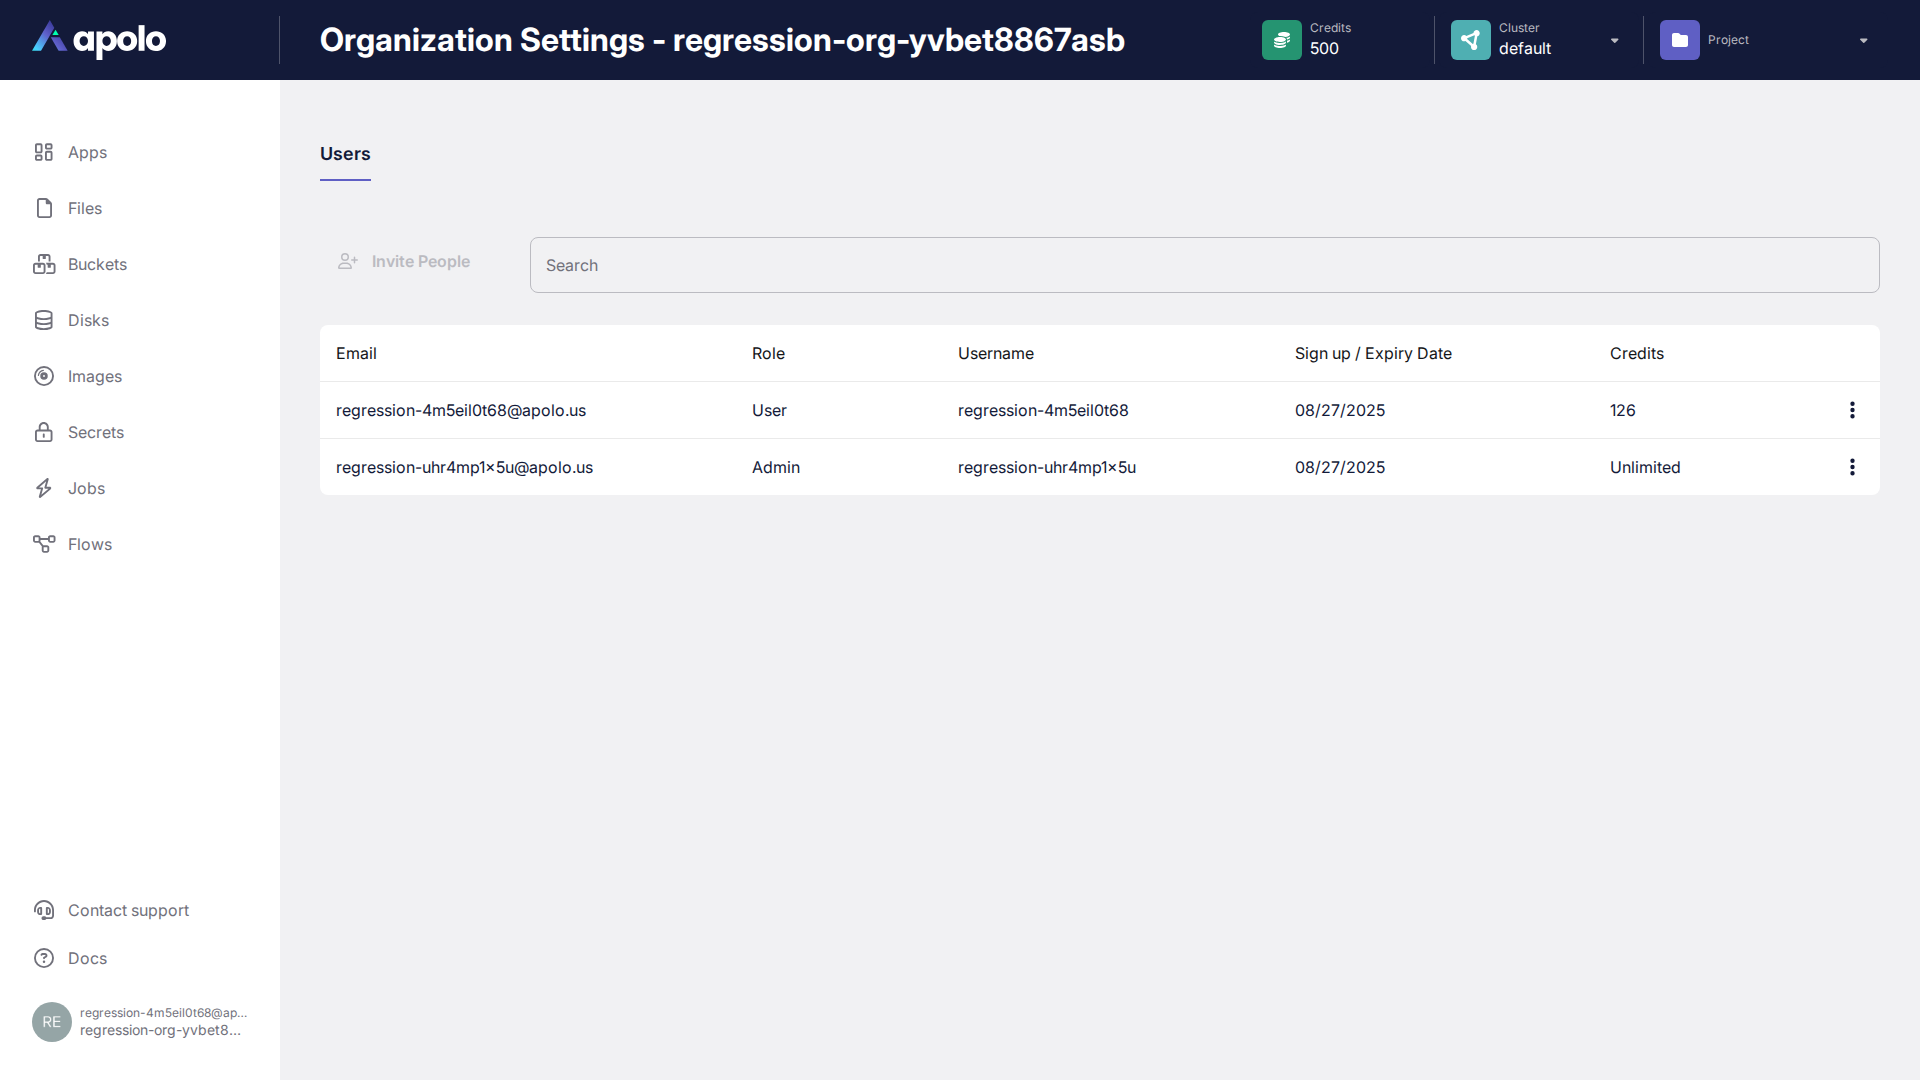 apolo
Organization Settings - regression-org-yvbet8867asb
Credits
500
Cluster
default
Project
Apps
Files
Buckets
Disks
Images
Secrets
Jobs
Flows
Users
Invite People
Search
Email Role Username Sign up / Expiry Date Credits
regression-4m5eil0t68@apolo.us User regression-4m5eil0t68 08/27/2025 126
regression-uhr4mp1x5u@apolo.us Admin regression-uhr4mp1x5u 08/27/2025 Unlimited
Contact support
Docs
RE
regression-4m5eil0t68@ap...
regression-org-yvbet8...